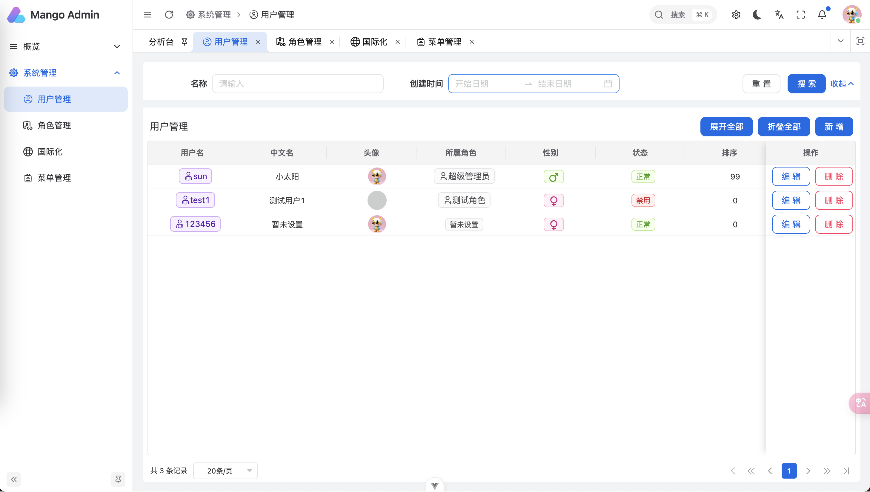 Mango Admin
系统管理
用户管理
搜索
⌘ K
分析台
用户管理
角色管理
国际化
菜单管理
概览
系统管理
用户管理
角色管理
国际化
菜单管理
名称
请输入
创建时间
开始日期
结束日期
重 置
搜 索
收起
用户管理
展开全部
折叠全部
新 增
用户名 中文名 头像 所属角色 性别 状态 排序 操作
sun 小太阳 超级管理员 正常 99 编 辑 删 除
test1 测试用户1 测试角色 禁用 0 编 辑 删 除
123456 暂未设置 暂未设置 正常 0 编 辑 删 除
共 3 条记录
20条/页
1